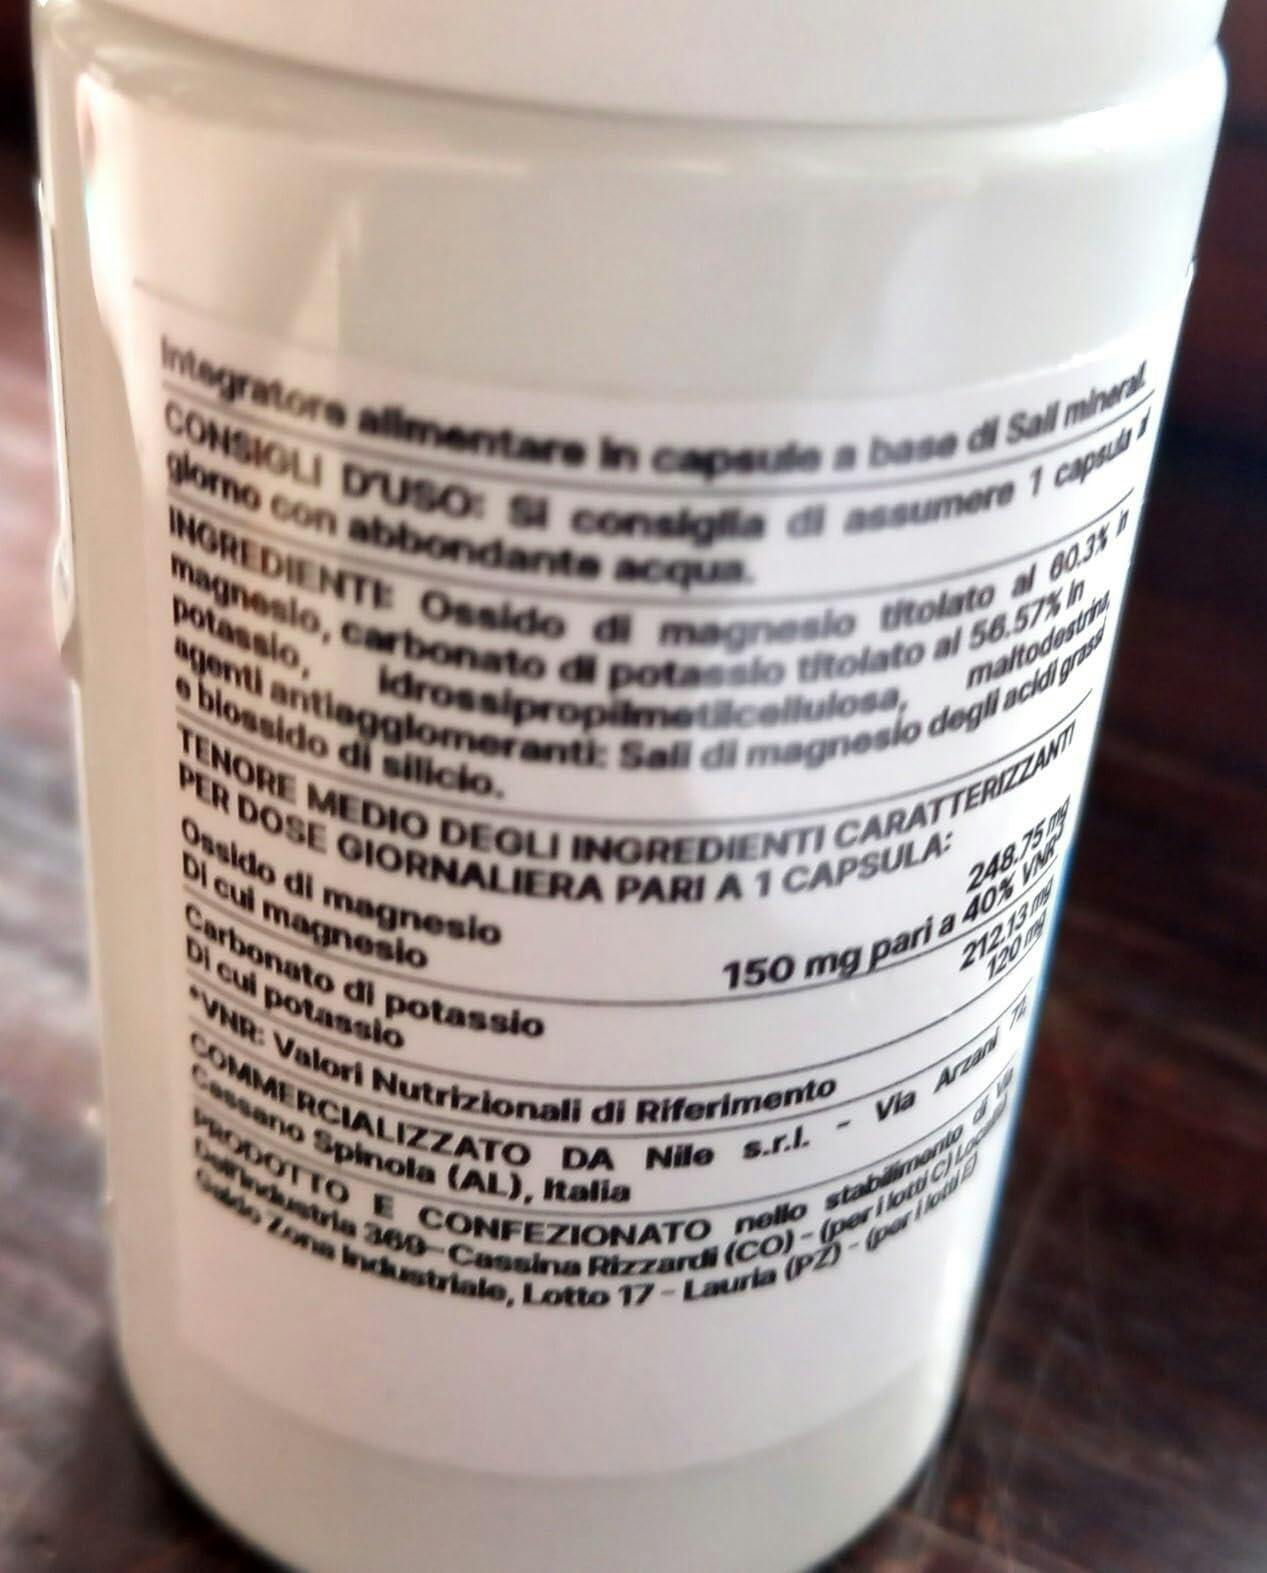 Integratore alimentare in capsule a base di Sali minerali.
CONSIGLI D'USO: Si consiglia di assumere 1 capsula al
giorno con abbondante acqua.
INGREDIENTI: Ossido di magnesio titolato al 60.3% in
magnesio, carbonato di potassio titolato al 56.57% in
potassio, idrossipropilmetilcellulosa, maltodestrina,
agenti antiagglomeranti: Sali di magnesio degli acidi grassi
e biossido di silicio.
TENORE MEDIO DEGLI INGREDIENTI CARATTERIZZANTI
PER DOSE GIORNALIERA PARI A 1 CAPSULA:
Ossido di magnesio 248.75 mg
Di cui magnesio 150 mg pari a 40% VNR*
Carbonato di potassio 212.13 mg
Di cui potassio 120 mg
*VNR: Valori Nutrizionali di Riferimento
COMMERCIALIZZATO DA Nile s.r.l. - Via Arzani
Cassano Spinola (AL), Italia
PRODOTTO E CONFEZIONATO nello stabilimento di Via
Dell'industria 369- Cassina Rizzardi (CO) - (per i lotti C) Località
Galdo Zona Industriale, Lotto 17 - Lauria (PZ) - (per i lotti